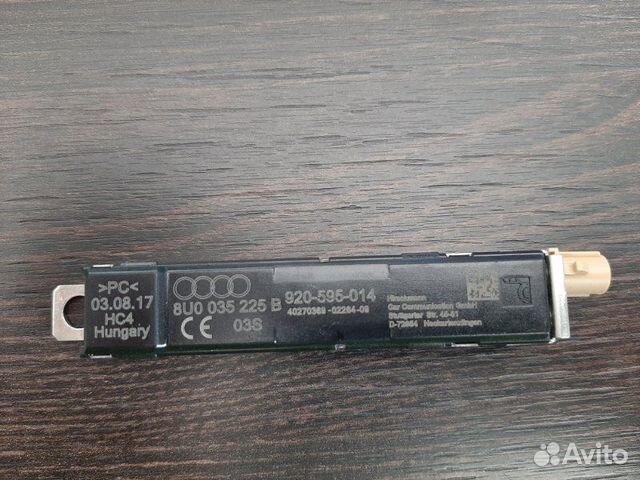 >PC<
03.08.17
HC4
Hungary
8U0 035 225 B
03S
CE
920-595-014
40270369 -02264-09
Hirschmann
Car Communication GmbH
Stuttgarter Str. 45-51
D-72654 Neckartenzlingen
Avito